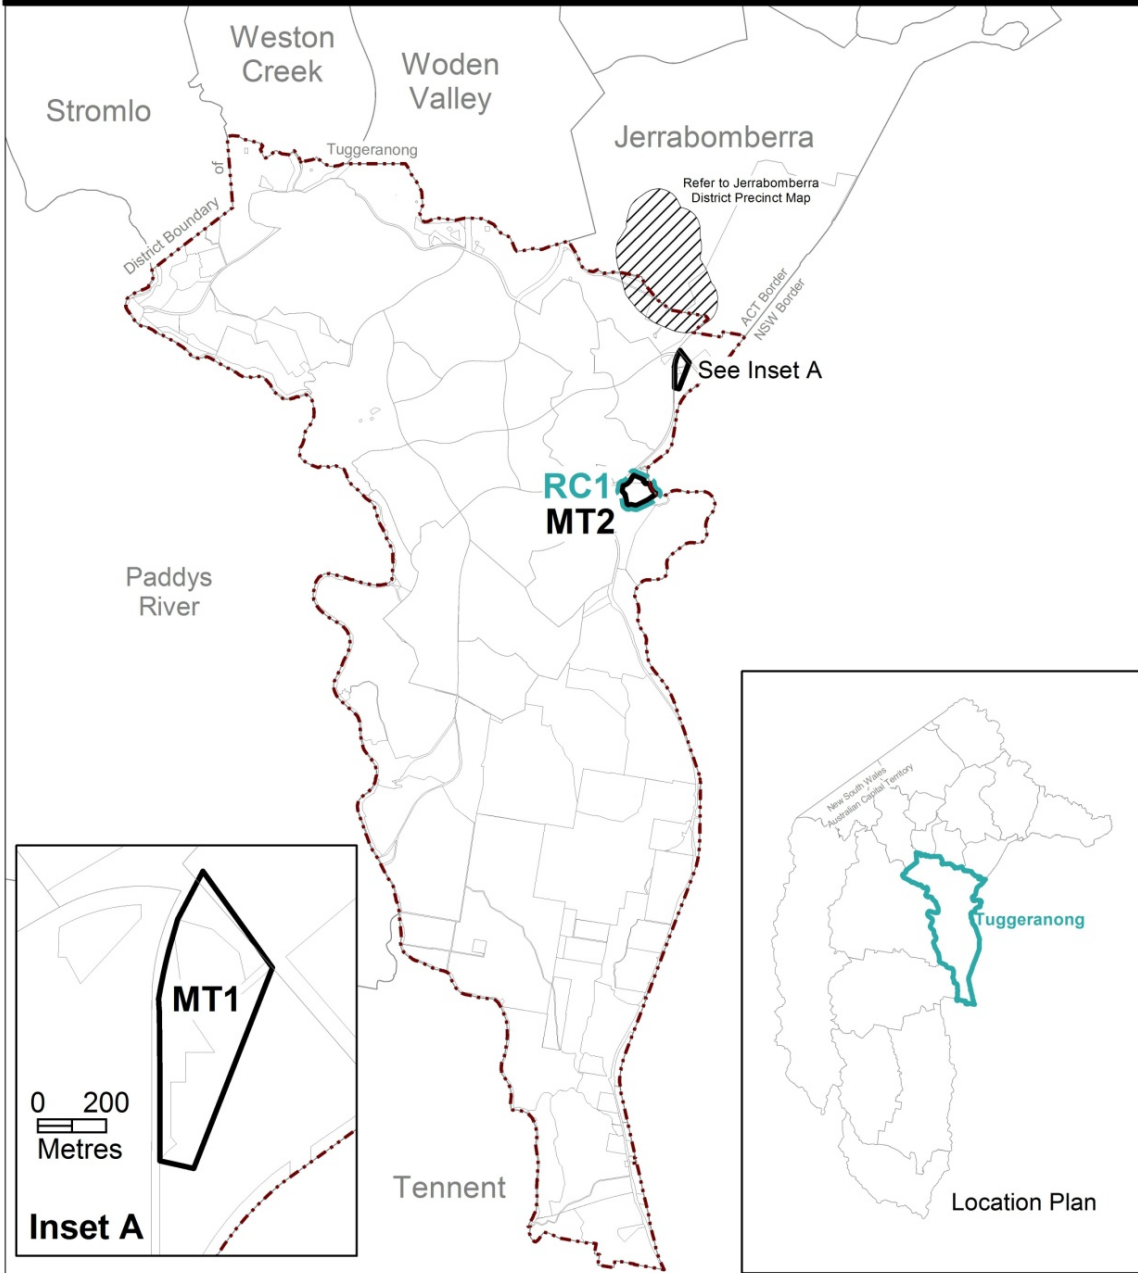 Weston
Creek
Woden
Valley
Stromlo
Jerrabomberra
Tuggeranong
of
District Boundary
Refer to Jerrabomberra
District Precinct Map
ACT Border
NSW Border
See Inset A
RC1
MT2
Paddys
River
New South Wales
Australian Capital Territory
Tuggeranong
Location Plan
MT1
0 200
Metres
Inset A
Tennent